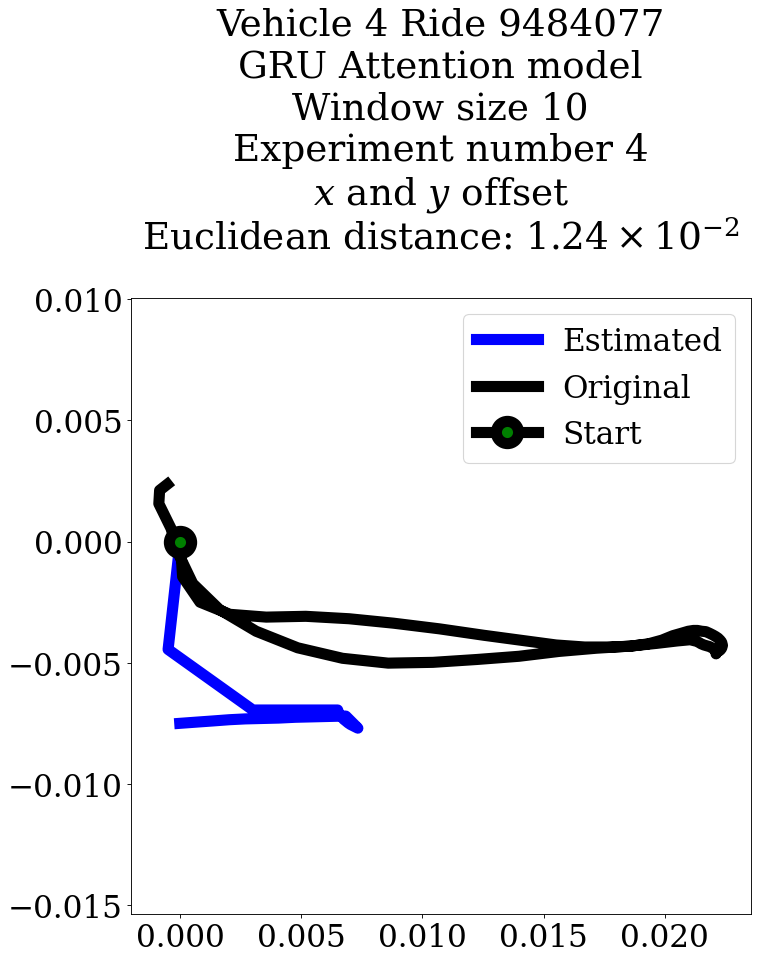 Vehicle 4 Ride 9484077
GRU Attention model
Window size 10
Experiment number 4
x and y offset
Euclidean distance: 1.24 × 10⁻²
0.010
0.005
0.000
−0.005
−0.010
−0.015
Estimated
Original
Start
0.000 0.005 0.010 0.015 0.020